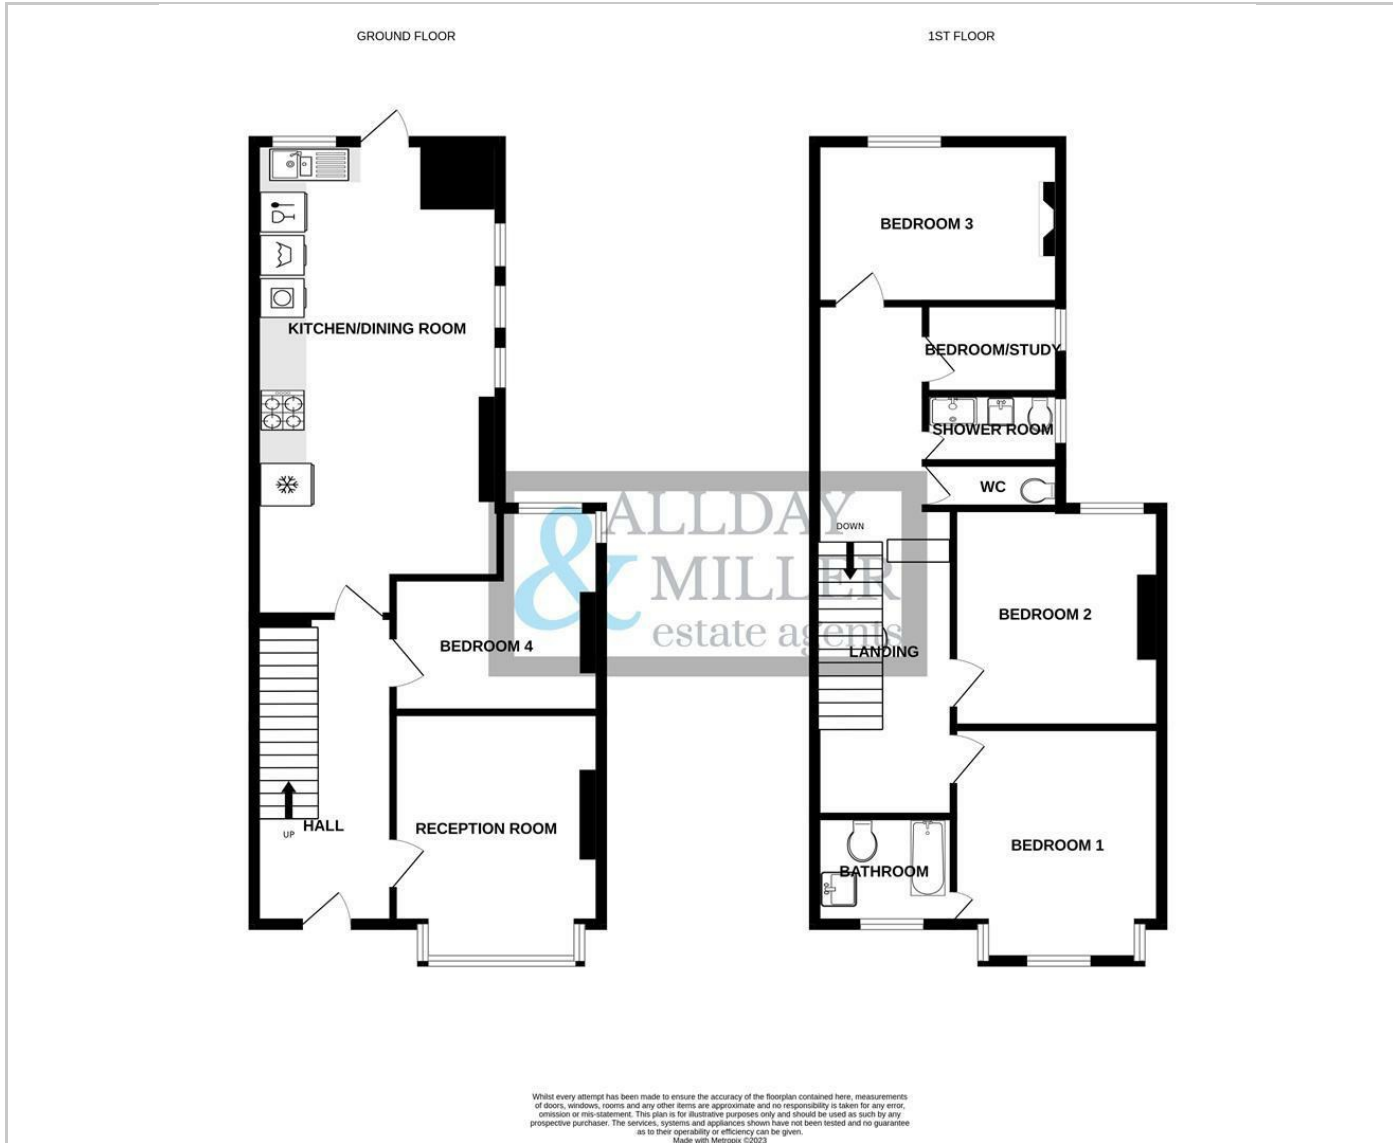 GROUND FLOOR
1ST FLOOR
KITCHEN/DINING ROOM
BEDROOM 4
RECEPTION ROOM
HALL
UP
BEDROOM 3
BEDROOM/STUDY
SHOWER ROOM
WC
DOWN
BEDROOM 2
LANDING
BEDROOM 1
BATHROOM
ALLDAY
& MILLER
estate agents
Whilst every attempt has been made to ensure the accuracy of the floorplan contained here, measurements
of doors, windows, rooms and any other items are approximate and no responsibility is taken for any error,
omission or mis-statement. This plan is for illustrative purposes only and should be used as such by any
prospective purchaser. The services, systems and appliances shown have not been tested and no guarantee
as to their operability or efficiency can be given.
Made with Metropix ©2023